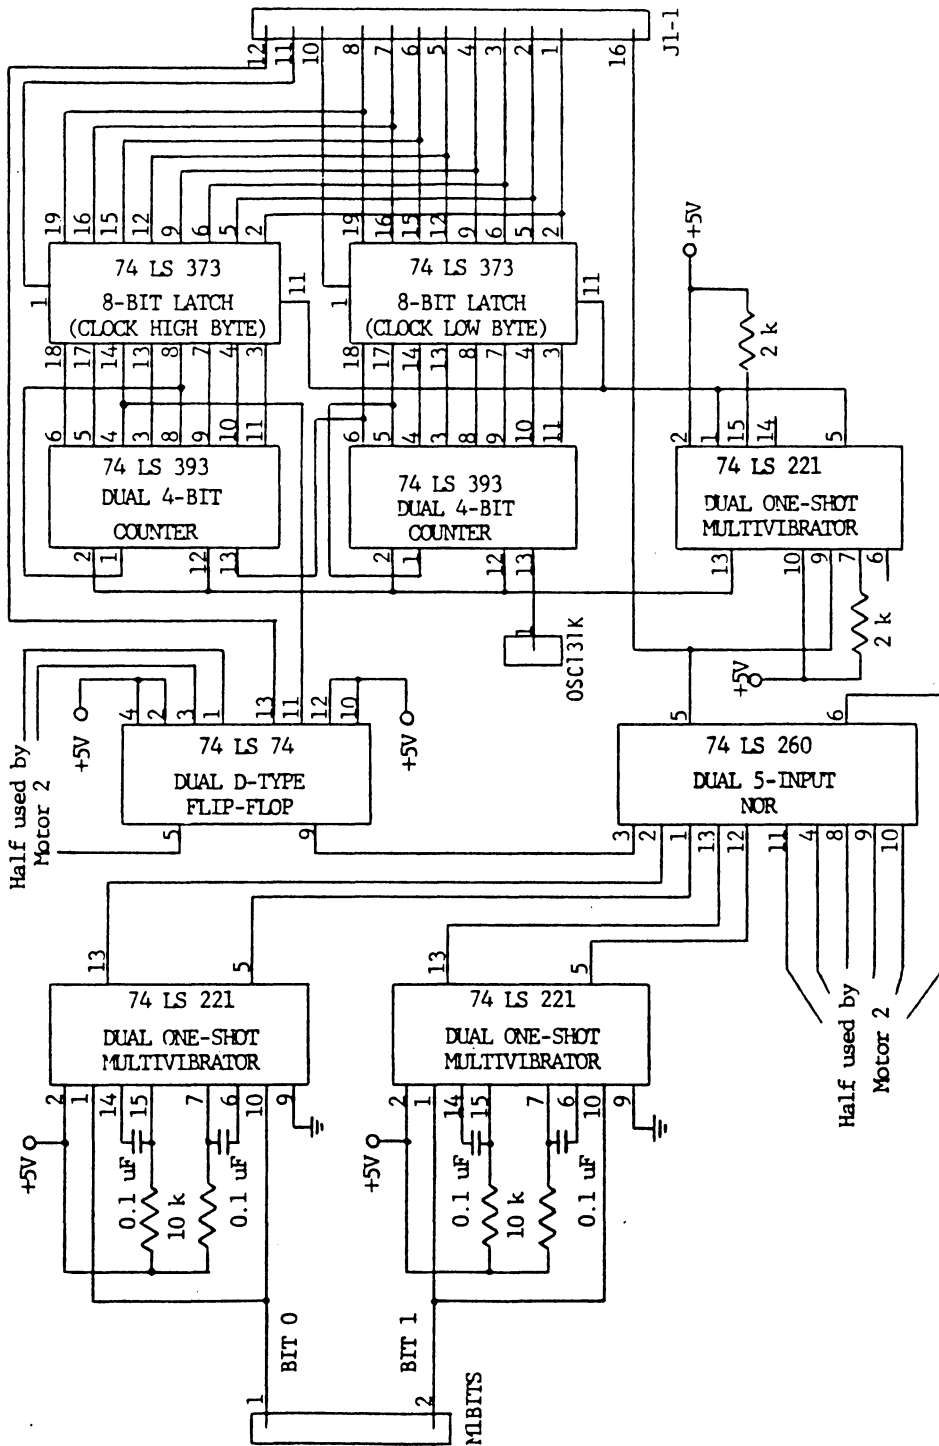 J1-1
12
11
10
8
7
6
5
4
3
2
1
16
19
16
15
12
9
6
5
2
19
16
15
12
9
6
5
2
1
74 LS 373
8-BIT LATCH
(CLOCK HIGH BYTE)
11
1
74 LS 373
8-BIT LATCH
(CLOCK LOW BYTE)
11
+5V
2 k
18
17
14
13
8
7
4
3
18
17
14
13
8
7
4
3
6
5
4
3
8
9
10
11
6
5
4
3
8
9
10
11
2
1
15
14
5
74 LS 393
DUAL 4-BIT
COUNTER
74 LS 393
DUAL 4-BIT
COUNTER
74 LS 221
DUAL ONE-SHOT
MULTIVIBRATOR
2
1
12
13
2
1
12
13
13
10
9
7
6
1
OSC131K
2 k
+5V
Half used by
Motor 2
+5V
4
2
3
1
13
11
12
10
+5V
5
6
74 LS 74
DUAL D-TYPE
FLIP-FLOP
74 LS 260
DUAL 5-INPUT
NOR
5
9
3
2
1
13
12
11
4
8
9
10
13
5
13
5
74 LS 221
DUAL ONE-SHOT
MULTIVIBRATOR
74 LS 221
DUAL ONE-SHOT
MULTIVIBRATOR
Half used by
Motor 2
2
1
14
15
7
6
10
9
2
1
14
15
7
6
10
9
+5V
0.1 uF
10 k
0.1 uF
+5V
0.1 uF
10 k
0.1 uF
BIT 0
BIT 1
1
2
M1BITS